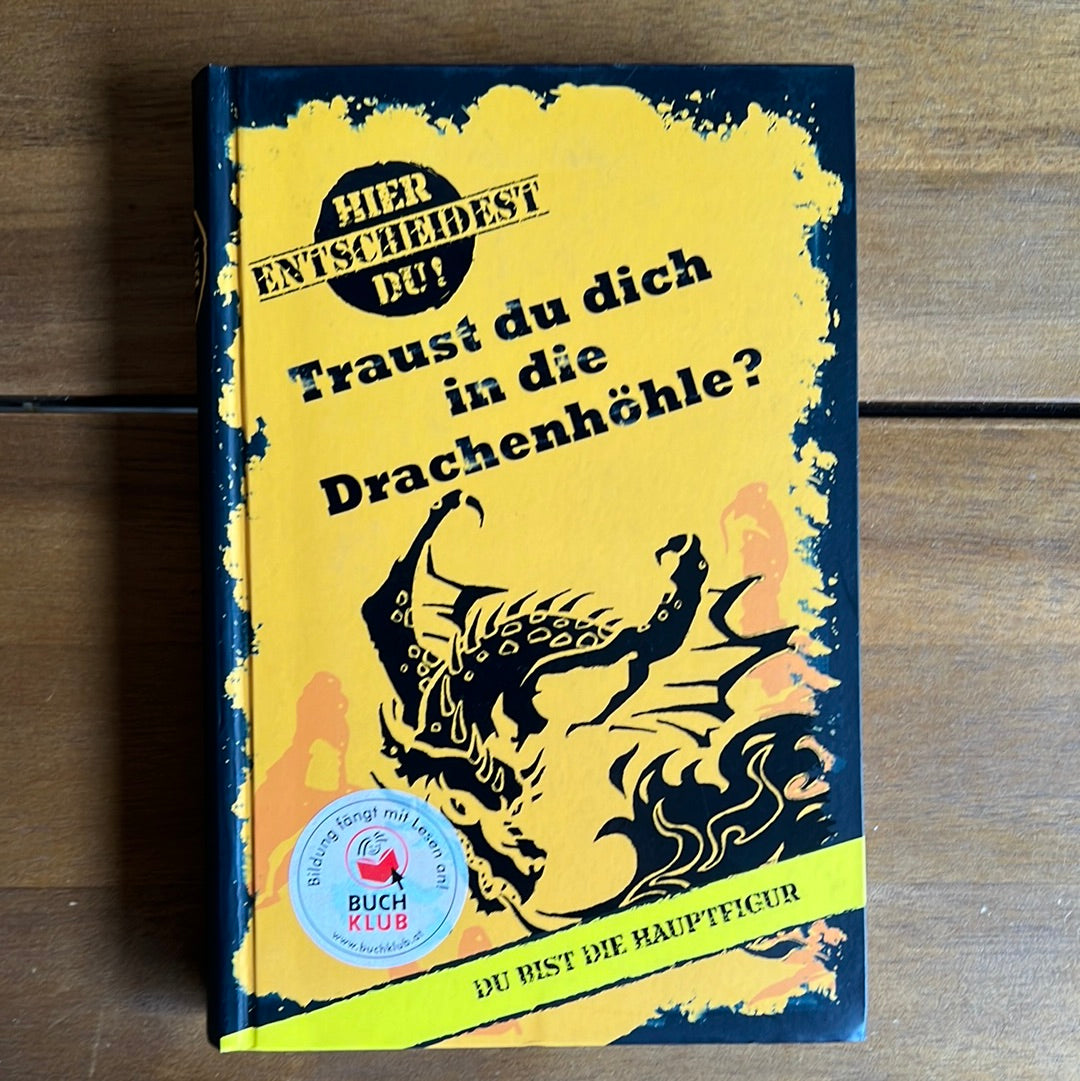 HIER
ENTSCHEIDEST
DU!
Traust du dich
in die
Drachenhöhle?
Bildung fängt mit Lesen an!
BUCH
KLUB
www.buchklub.at
DU BIST DIE HAUPTFIGUR